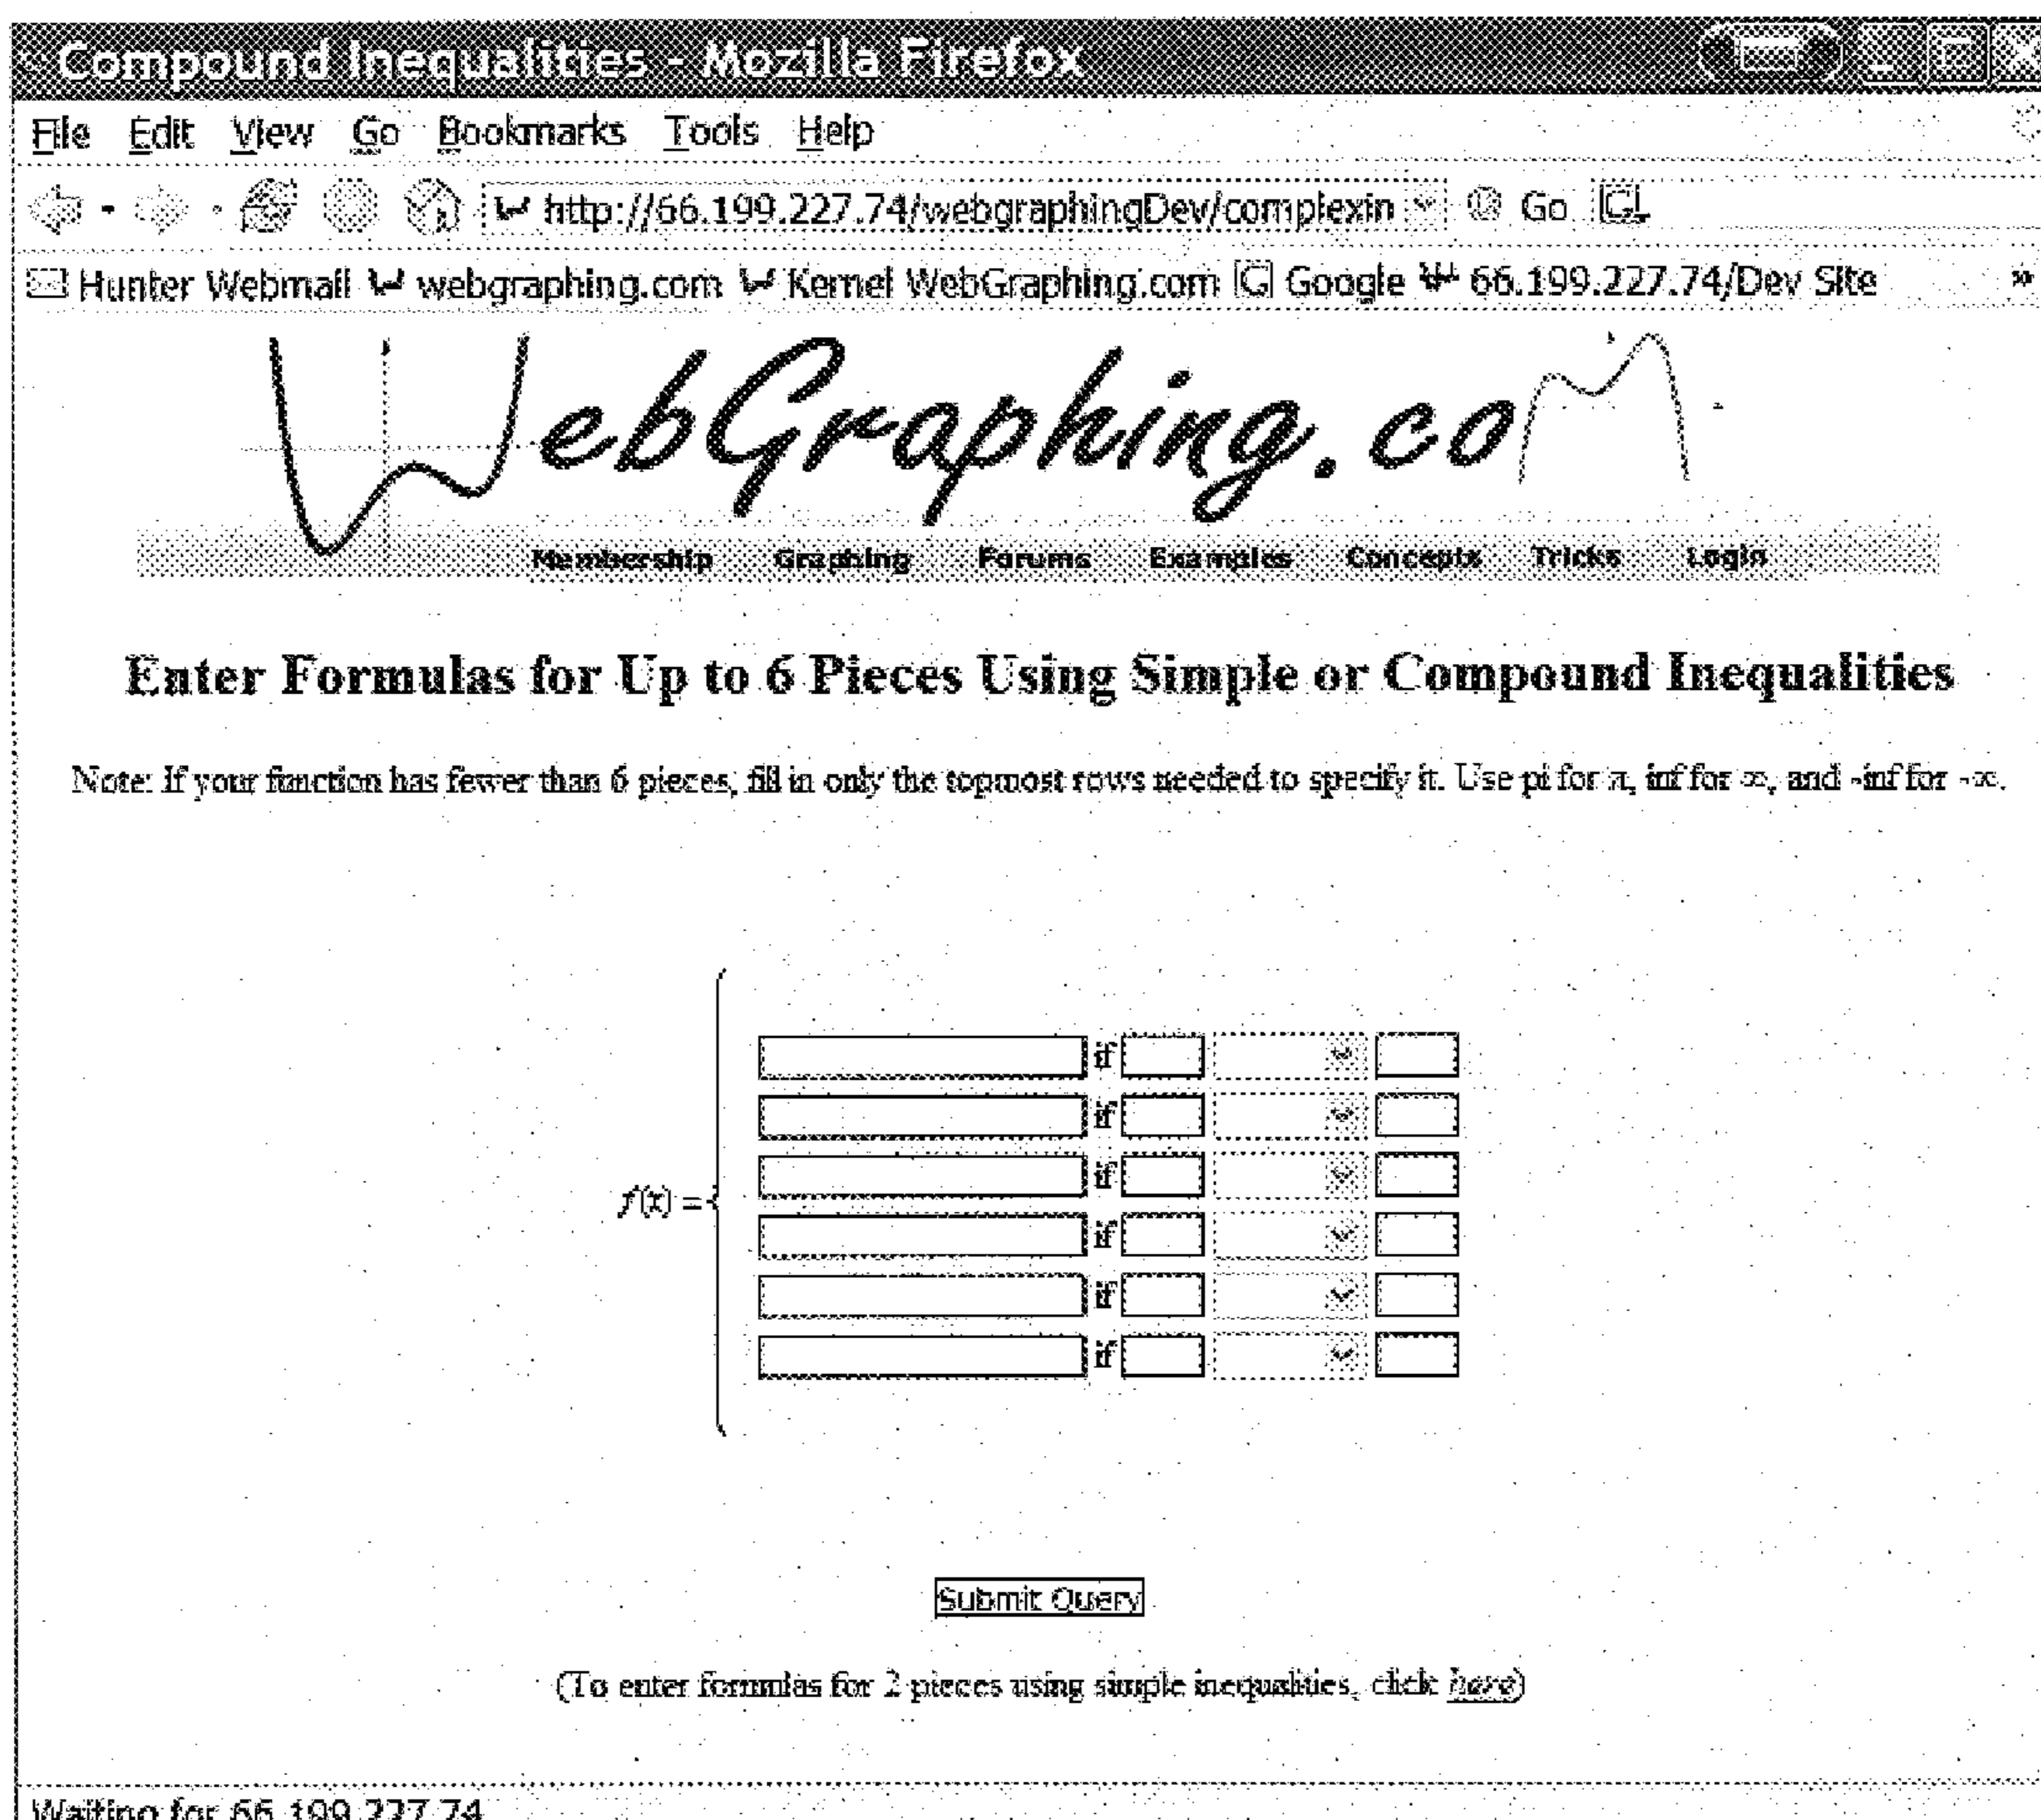 Compound Inequalities - Mozilla Firefox
File Edit View Go Bookmarks Tools Help
http://66.199.227.74/webgraphingDev/complexin Go
Hunter Webmail webgraphing.com Kernel WebGraphing.com Google 66.199.227.74/Dev Site »
WebGraphing.com
Membership Graphing Forums Examples Concepts Tricks Login
Enter Formulas for Up to 6 Pieces Using Simple or Compound Inequalities
Note: If your function has fewer than 6 pieces, fill in only the topmost rows needed to specify it. Use pi for π, inf for ∞, and -inf for -∞.
if
if
if
f(x) =
if
if
if
Submit Query
(To enter formulas for 2 pieces using simple inequalities, click here)
Waiting for 66.199.227.74